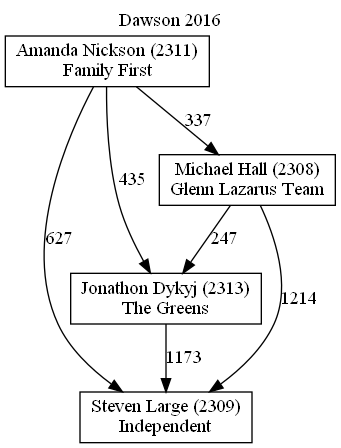 Dawson 2016
Amanda Nickson (2311)
Family First
337
Michael Hall (2308)
Glenn Lazarus Team
435
627
247
Jonathon Dykyj (2313)
The Greens
1214
1173
Steven Large (2309)
Independent